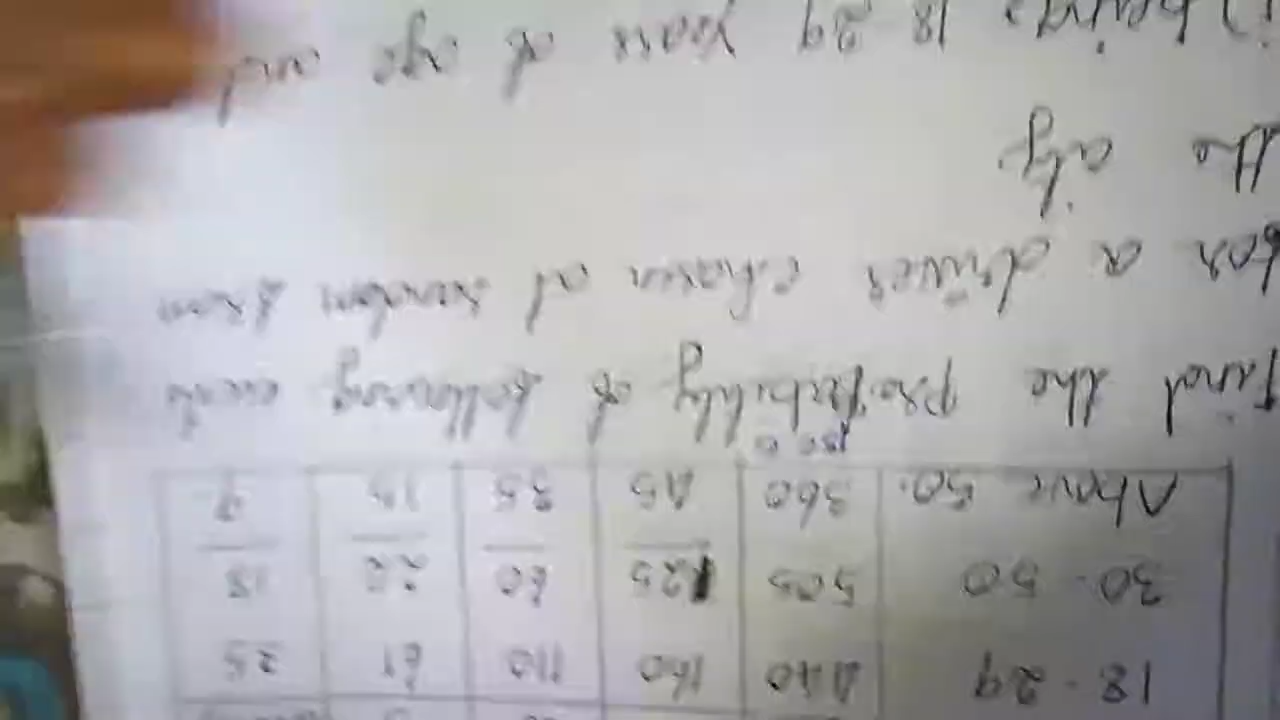 18-29 440 160 110 61
30-50 505 125 60 22 18
Above 50. 360 45 35 15 9
Find the probability of following events
for a driver chosen at random from
the city.
i) being 18-29 years of age and